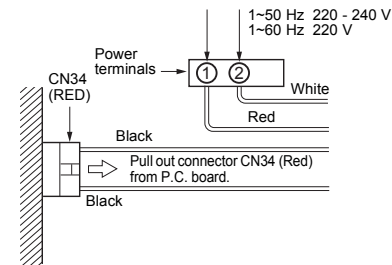 1~50 Hz 220 - 240 V
1~60 Hz 220 V
Power
terminals
1 2
CN34
(RED)
White
Red
Black
Pull out connector CN34 (Red)
from P.C. board.
Black